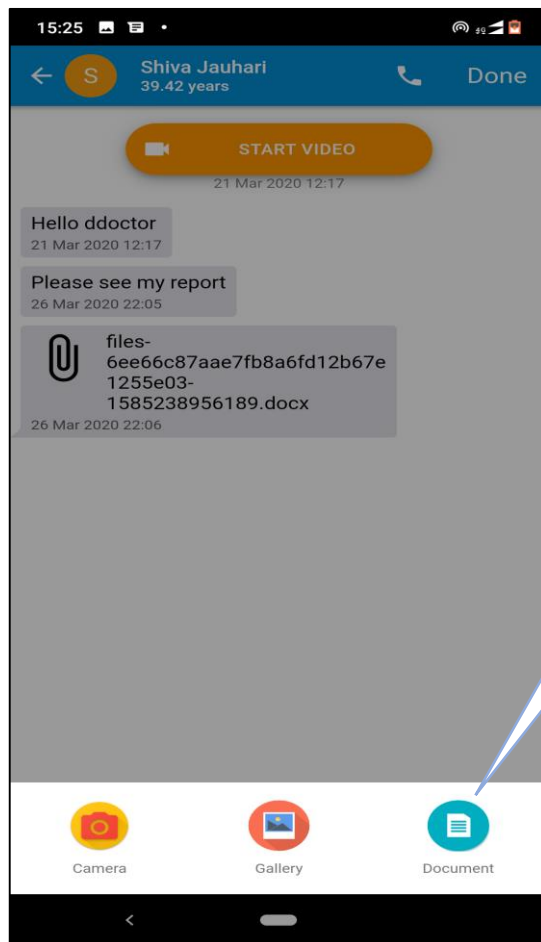 15:25
Shiva Jauhari
S
Done
39.42 years
START VIDEO
21 Mar 2020 12:17
Hello ddoctor
21 Mar 2020 12:17
Please see my report
26 Mar 2020 22:05
files-
6ee66c87aae7fb8a6fd12b67e
1255e03-
1585238956189.docx
26 Mar 2020 22:06
Camera
Gallery
Document